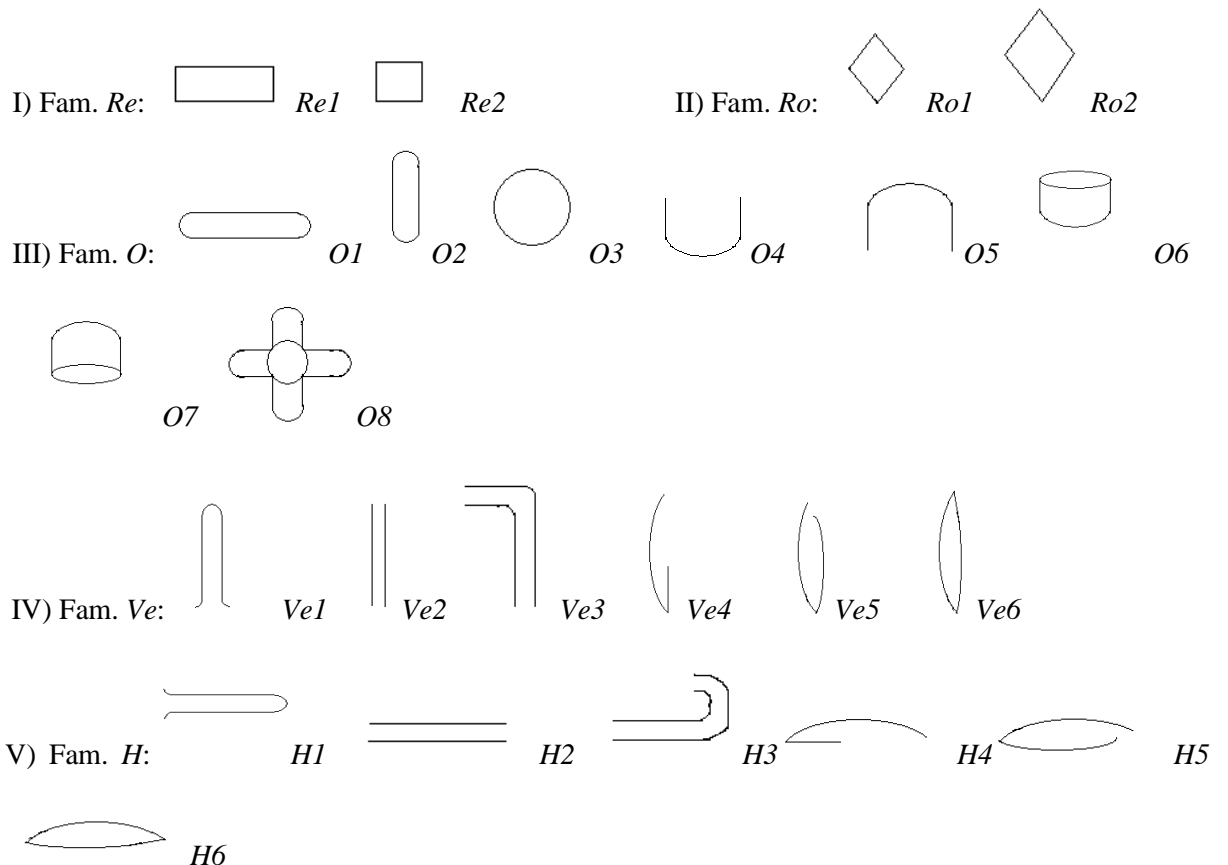 I) Fam. Re: Re1 Re2 II) Fam. Ro: Ro1 Ro2
III) Fam. O: O1 O2 O3 O4 O5 O6
O7 O8
IV) Fam. Ve: Ve1 Ve2 Ve3 Ve4 Ve5 Ve6
V) Fam. H: H1 H2 H3 H4 H5
H6